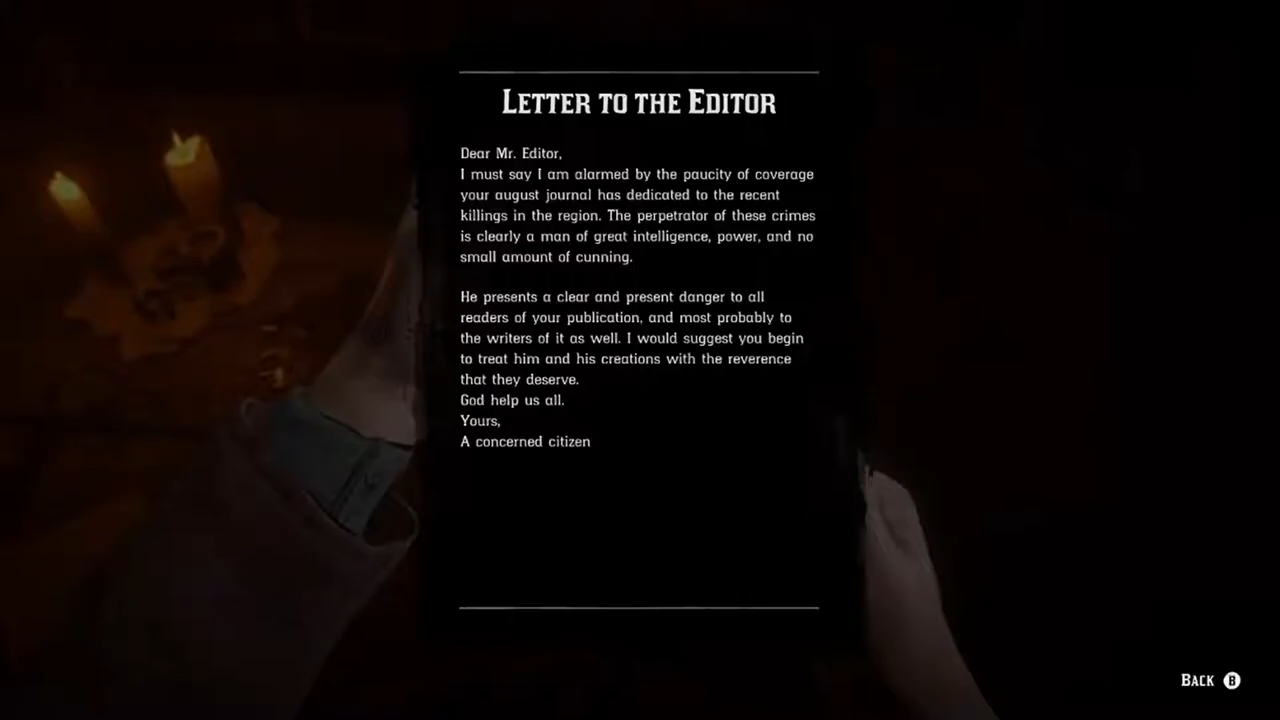 Letter to the Editor
Dear Mr. Editor,
I must say I am alarmed by the paucity of coverage
your august journal has dedicated to the recent
killings in the region. The perpetrator of these crimes
is clearly a man of great intelligence, power, and no
small amount of cunning.
He presents a clear and present danger to all
readers of your publication, and most probably to
the writers of it as well. I would suggest you begin
to treat him and his creations with the reverence
that they deserve.
God help us all.
Yours,
A concerned citizen
Back B